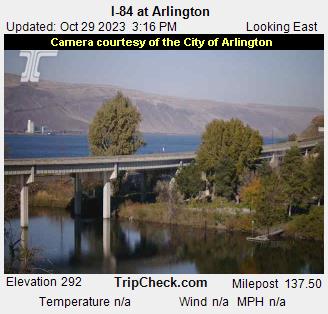 I-84 at Arlington
Updated: Oct 29 2023 3:16 PM Looking East
Camera courtesy of the City of Arlington
Elevation 292 TripCheck.com Milepost 137.50
Temperature n/a Wind n/a MPH n/a